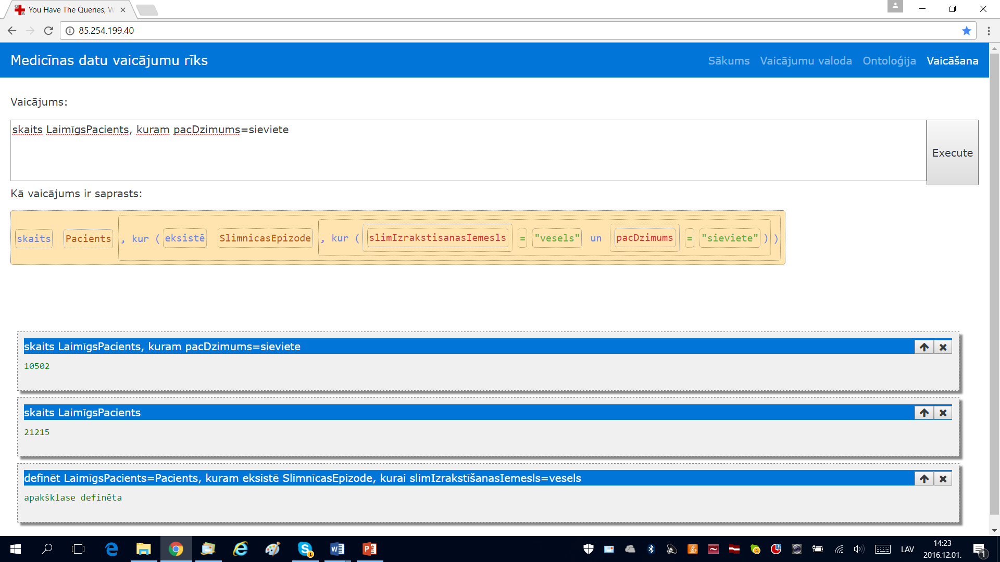 You Have The Queries, W
85.254.199.40
Medicīnas datu vaicājumu rīks
Sākums Vaicājumu valoda Ontoloģija Vaicāšana
Vaicājums:
skaits LaimīgsPacients, kuram pacDzimums=sieviete
Execute
Kā vaicājums ir saprasts:
skaits Pacients , kur ( eksistē SlimnicasEpizode , kur ( slimIzrakstisanasIemesls = "vesels" un pacDzimums = "sieviete" ) )
skaits LaimīgsPacients, kuram pacDzimums=sieviete
10502
skaits LaimīgsPacients
21215
definēt LaimīgsPacients=Pacients, kuram eksistē SlimnīcasEpizode, kurai slimIzrakstīšanasIemesls=vesels
apakšklase definēta
LAV
14:23
2016.12.01.
1